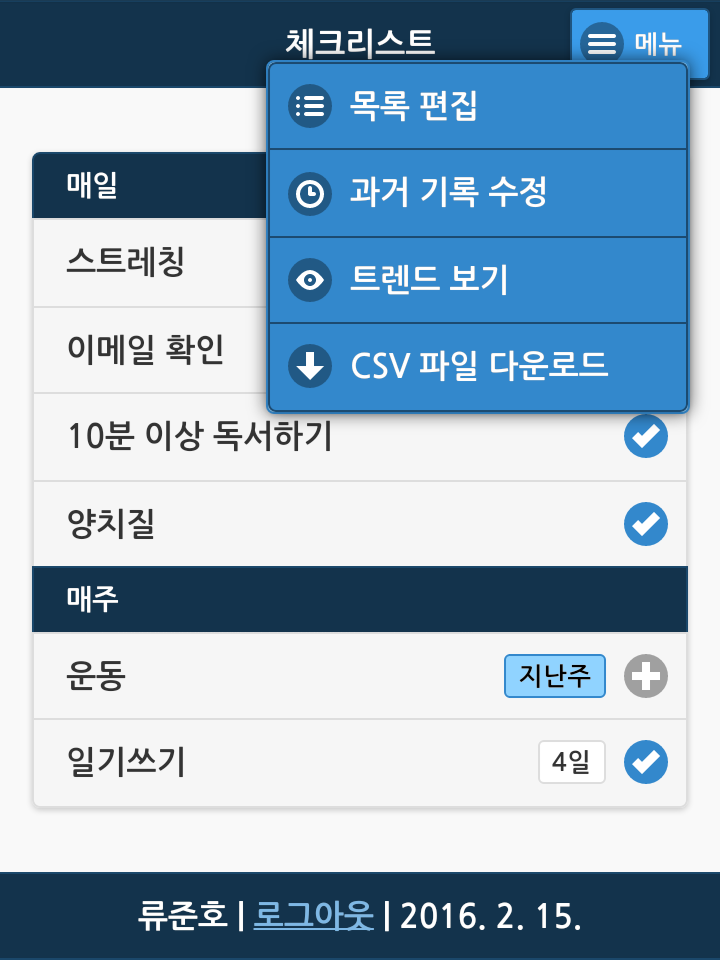 체크리스트
메뉴
목록 편집
과거 기록 수정
트렌드 보기
CSV 파일 다운로드
매일
스트레칭
이메일 확인
10분 이상 독서하기
양치질
매주
운동 지난주
일기쓰기 4일
류준호 | 로그아웃 | 2016. 2. 15.